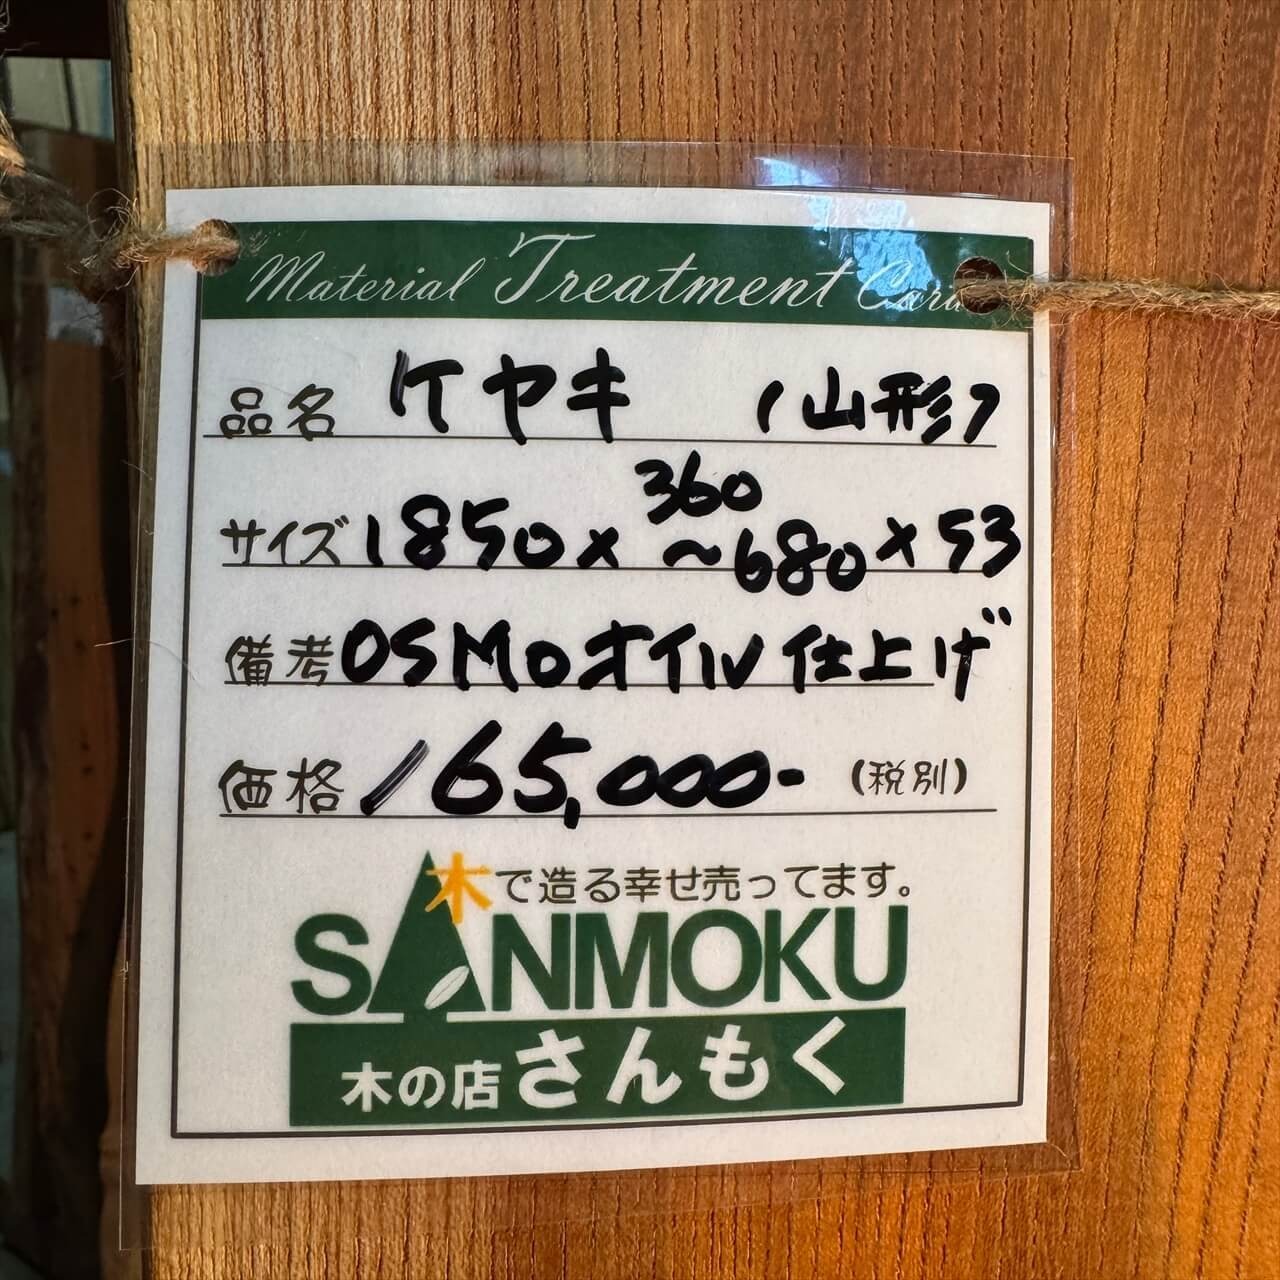 Material Treatment Card
品名 ケヤキ (山形)
サイズ 1850×360～680×53
備考 OSMOオイル仕上げ
価格 165,000- (税別)
木で造る幸せ売ってます。
SANMOKU
木の店さんもく